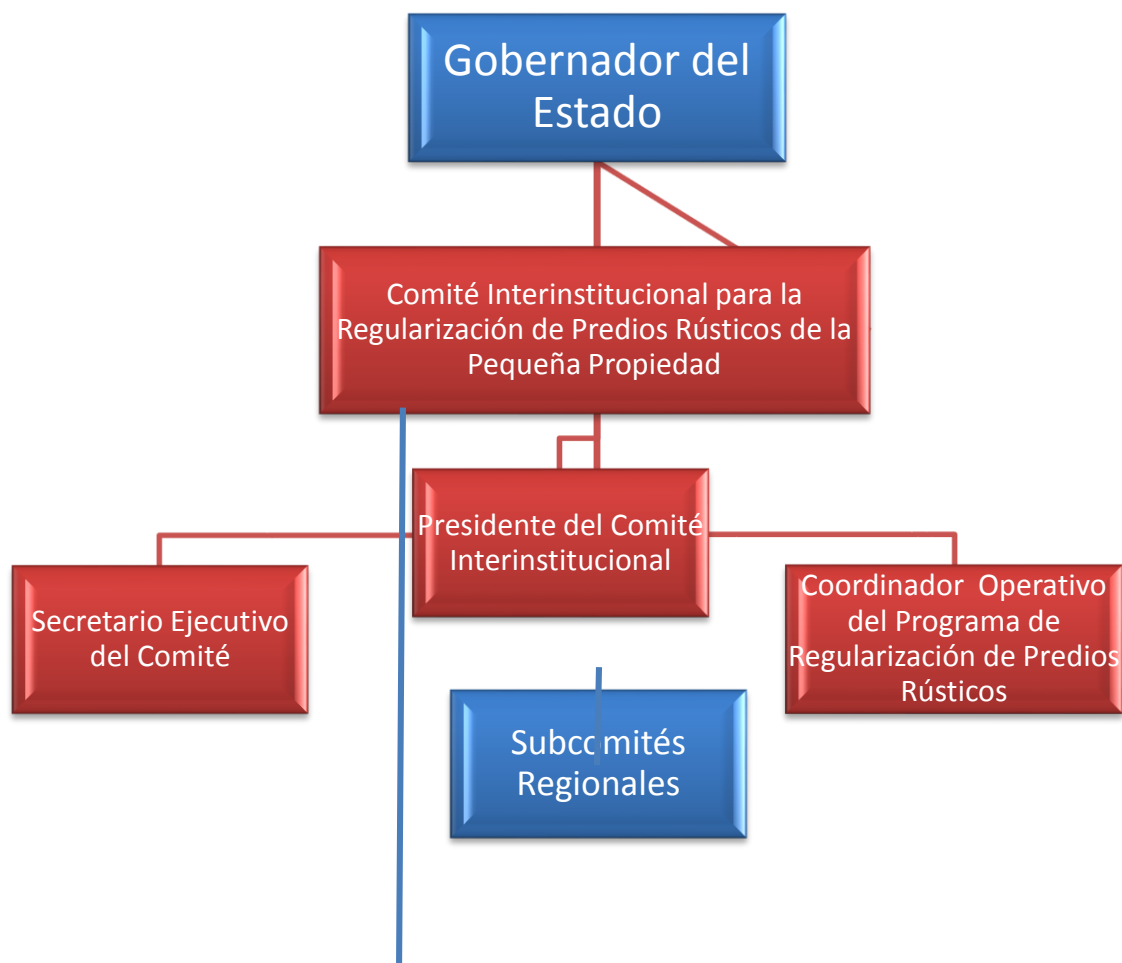 Gobernador del
Estado
Comité Interinstitucional para la
Regularización de Predios Rústicos de la
Pequeña Propiedad
Presidente del Comité
Interinstitucional
Secretario Ejecutivo
del Comité
Coordinador Operativo
del Programa de
Regularización de Predios
Rústicos
Subcomités
Regionales